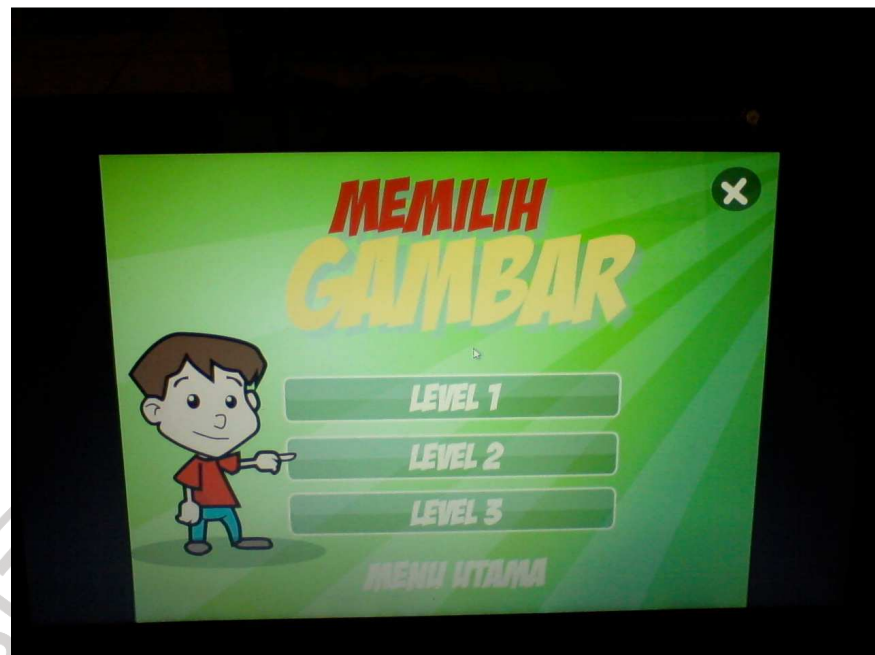 MEMILIH
GAMBAR
LEVEL 1
LEVEL 2
LEVEL 3
MENU UTAMA